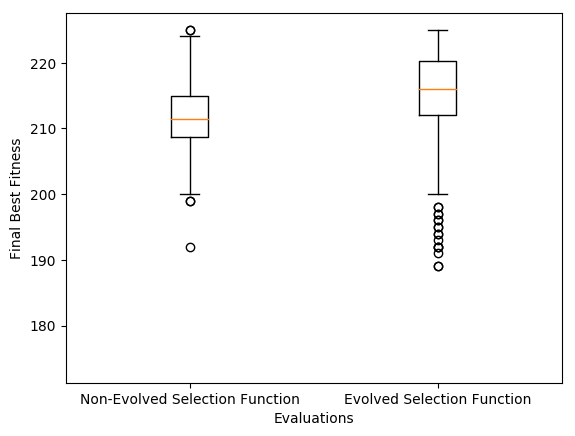 Final Best Fitness
220
210
200
190
180
Non-Evolved Selection Function
Evolved Selection Function
Evaluations